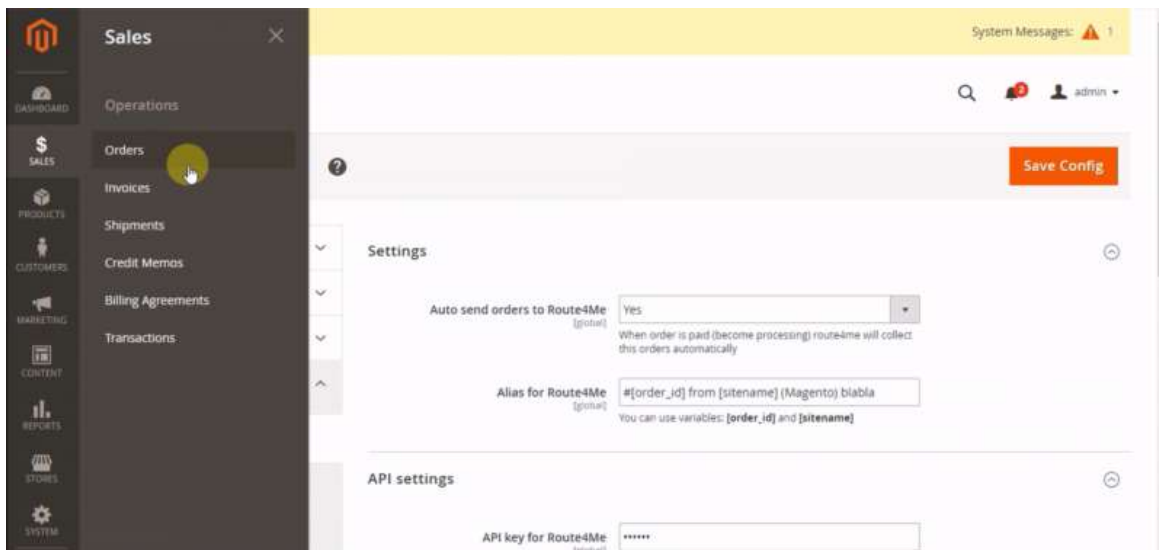 System Messages: 1
2
admin
DASHBOARD
SALES
PRODUCTS
CUSTOMERS
MARKETING
CONTENT
REPORTS
STORES
SYSTEM
Sales
Operations
Orders
Invoices
Shipments
Credit Memos
Billing Agreements
Transactions
?
Save Config
Settings
Auto send orders to Route4Me
[global]
Yes
When order is paid (become processing) route4me will collect
this orders automatically
Alias for Route4Me
[global]
#[order_id] from [sitename] (Magento) blabla
You can use variables: [order_id] and [sitename]
API settings
API key for Route4Me
••••••